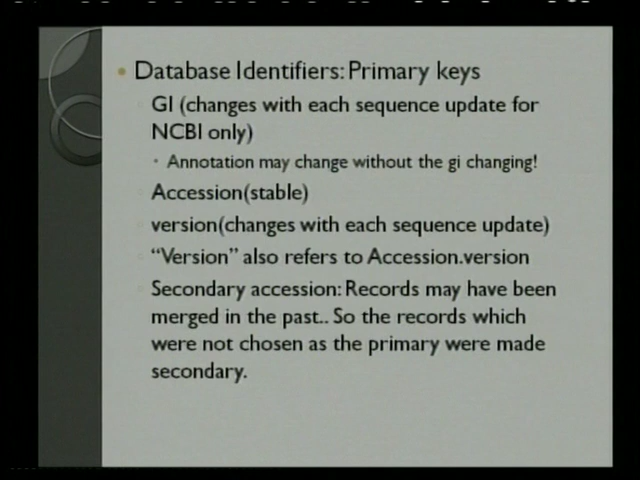 Database Identifiers: Primary keys
GI (changes with each sequence update for
NCBI only)
Annotation may change without the gi changing!
Accession(stable)
version(changes with each sequence update)
“Version” also refers to Accession.version
Secondary accession: Records may have been
merged in the past.. So the records which
were not chosen as the primary were made
secondary.